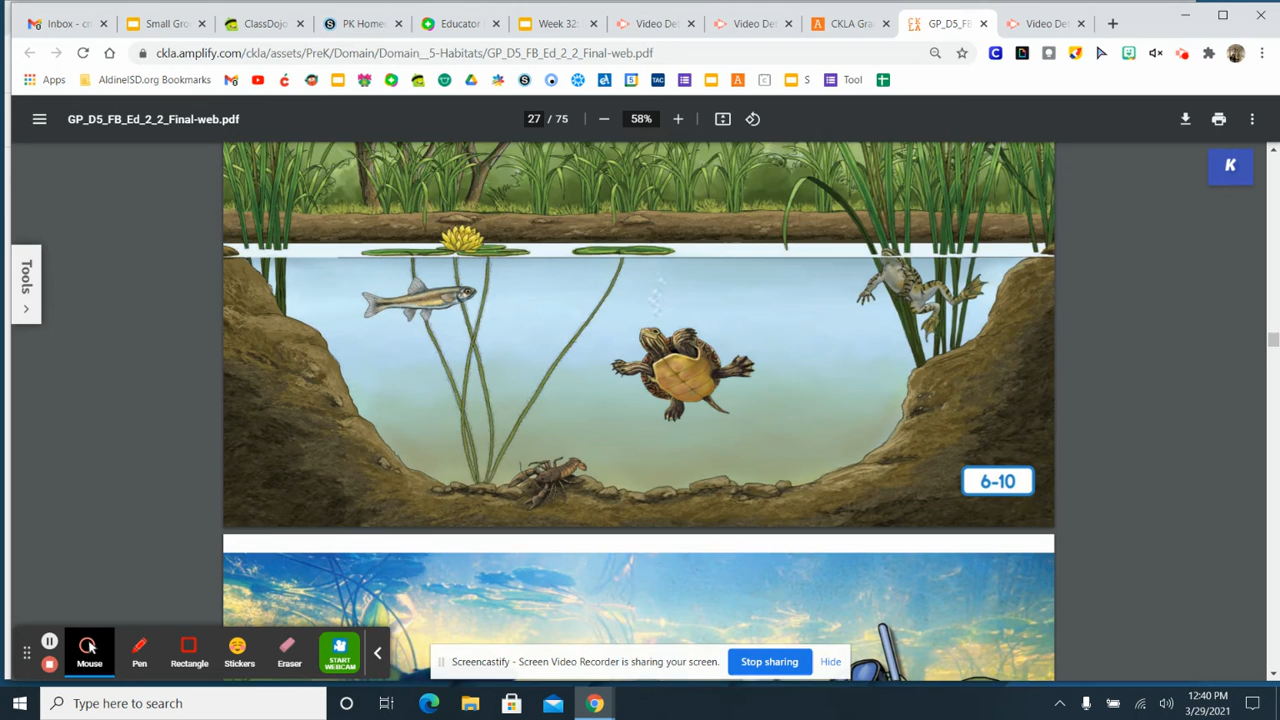 Inbox - cn
Small Gro
ClassDojo
PK Home
Educator
Week 32:
Video De
Video De
CKLA Gra
GP_D5_FB
Video De
ckla.amplify.com/ckla/assets/PreK/Domain/Domain__5-Habitats/GP_D5_FB_Ed_2_2_Final-web.pdf
Apps
AldineISD.org Bookmarks
S
Tool
GP_D5_FB_Ed_2_2_Final-web.pdf
27 / 75
58%
K
Tools
6-10
Mouse
Pen
Rectangle
Stickers
Eraser
START
WEBCAM
Screencastify - Screen Video Recorder is sharing your screen.
Stop sharing
Hide
Type here to search
12:40 PM
3/29/2021